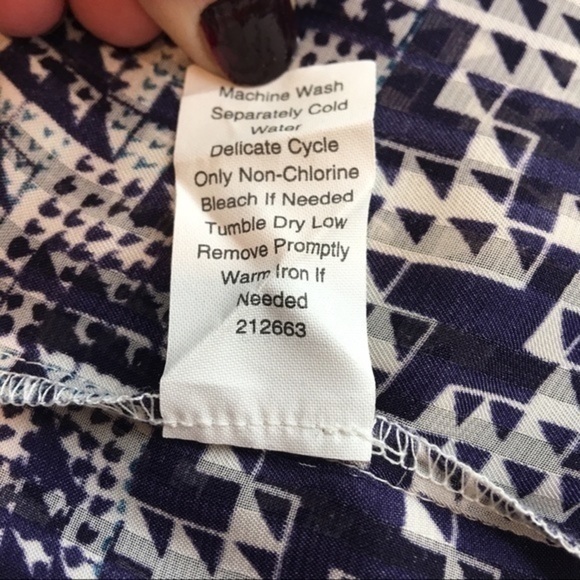 Machine Wash
Separately Cold
Water
Delicate Cycle
Only Non-Chlorine
Bleach If Needed
Tumble Dry Low
Remove Promptly
Warm Iron If
Needed
212663